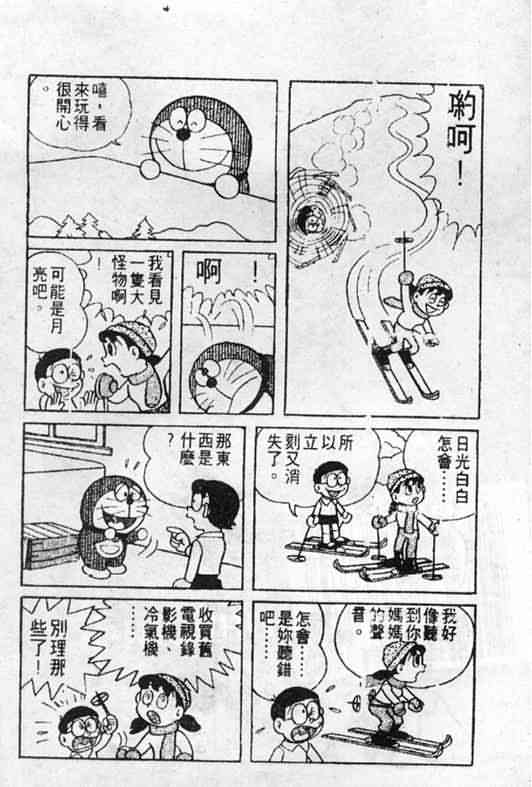 喲呵！
嘻，看
來玩得
很開心
。
啊！
我看見
一隻大
怪物啊
！
可能是月
亮吧。
日光白白
怎會……
所以立
則又消
失了。
那東
西是
什麼
？
我好
像聽
到你
媽媽
的聲
音。
怎會……
是妳聽錯
吧……
收買舊
電視錄
影機、
冷氣機
……
別理那
些了！